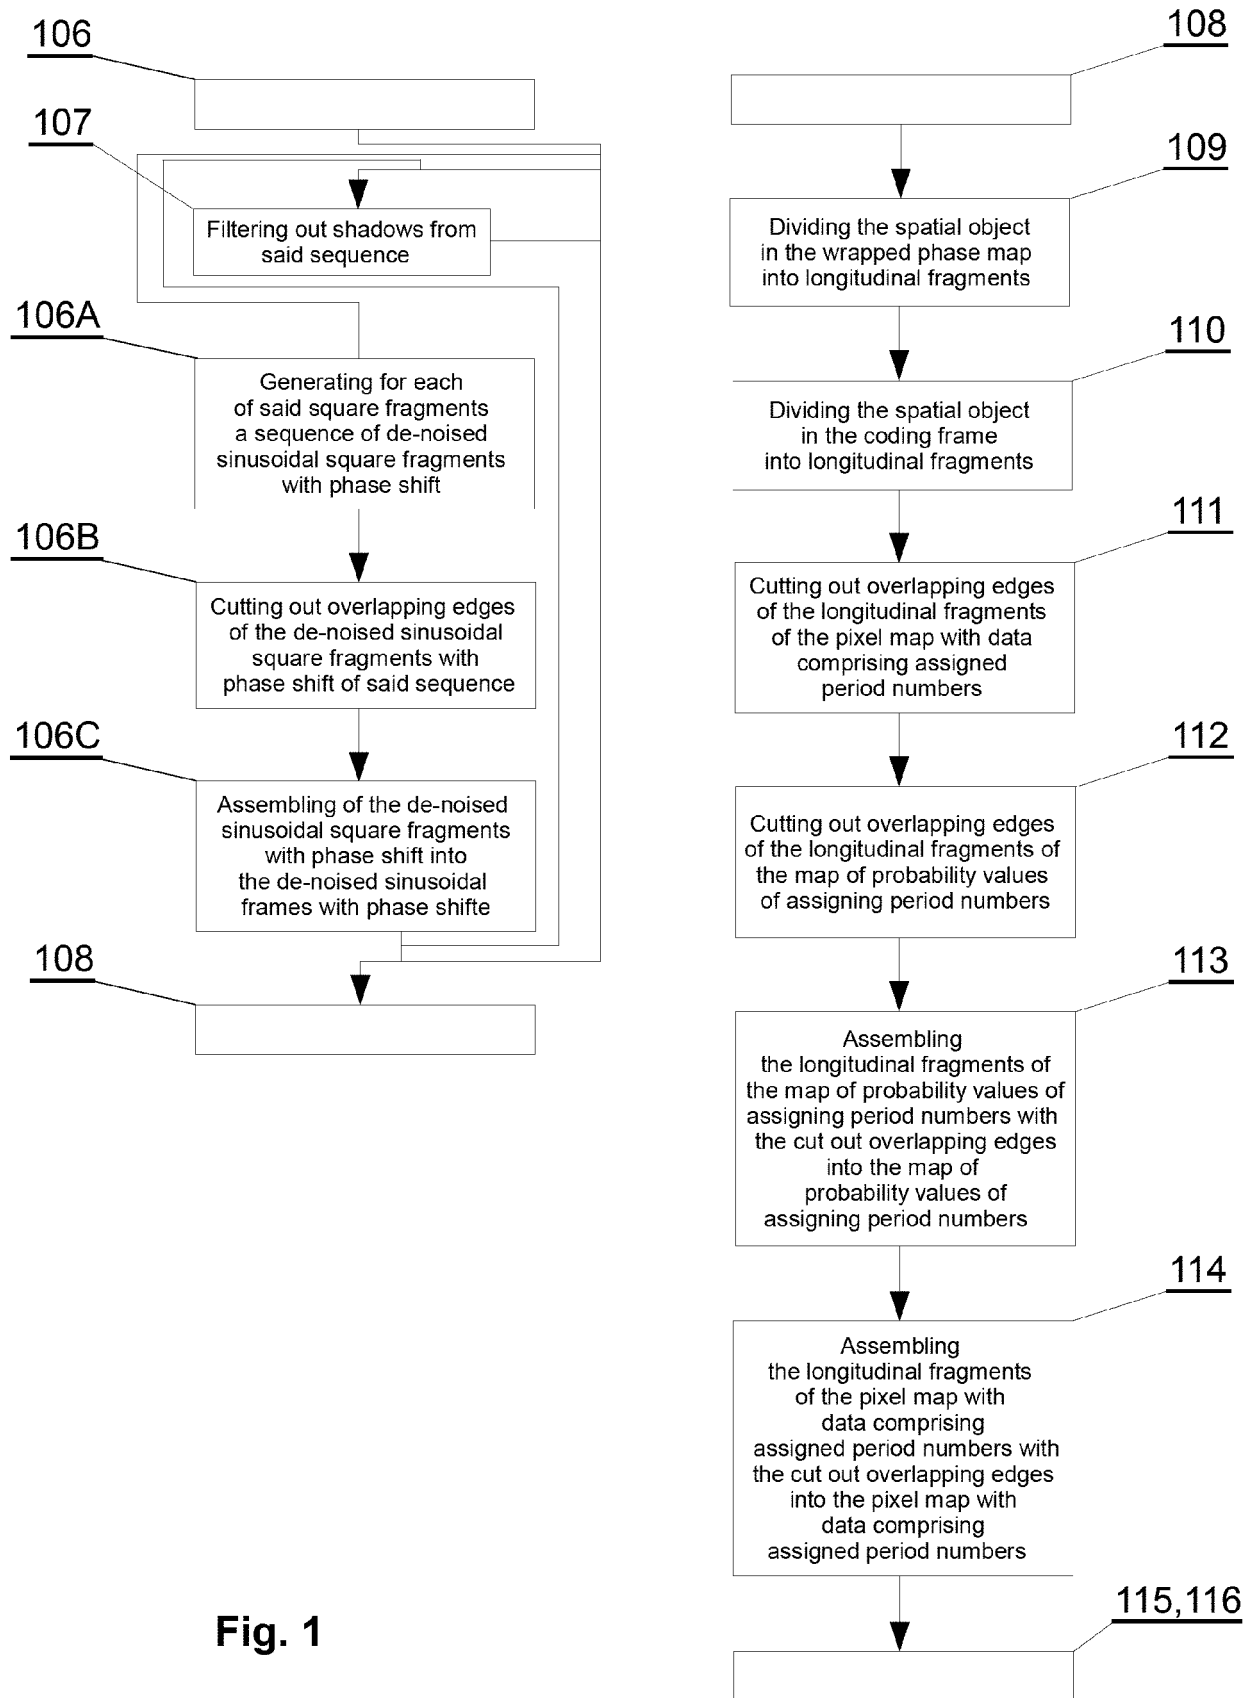 106
107
Filtering out shadows from
said sequence
106A
Generating for each
of said square fragments
a sequence of de-noised
sinusoidal square fragments
with phase shift
106B
Cutting out overlapping edges
of the de-noised sinusoidal
square fragments with
phase shift of said sequence
106C
Assembling of the de-noised
sinusoidal square fragments
with phase shift into
the de-noised sinusoidal
frames with phase shifte
108
108
109
Dividing the spatial object
in the wrapped phase map
into longitudinal fragments
110
Dividing the spatial object
in the coding frame
into longitudinal fragments
111
Cutting out overlapping edges
of the longitudinal fragments
of the pixel map with data
comprising assigned
period numbers
112
Cutting out overlapping edges
of the longitudinal fragments of
the map of probability values
of assigning period numbers
113
Assembling
the longitudinal fragments of
the map of probability values of
assigning period numbers with
the cut out overlapping edges
into the map of
probability values of
assigning period numbers
114
Assembling
the longitudinal fragments
of the pixel map with
data comprising
assigned period numbers with
the cut out overlapping edges
into the pixel map with
data comprising
assigned period numbers
115,116
Fig. 1